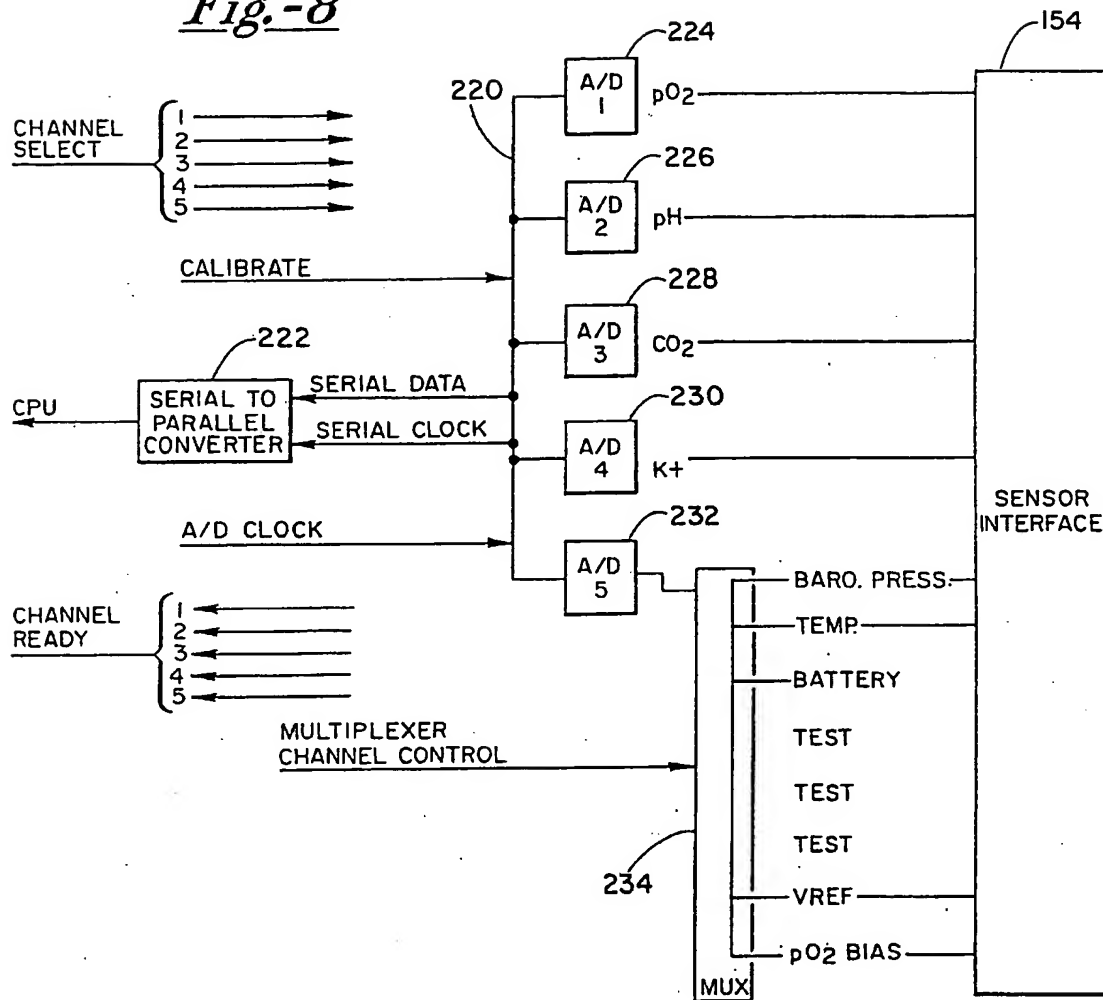 Fig.-8
154
224
A/D
1
pO2
220
CHANNEL
SELECT
1
2
3
4
5
226
A/D
2
pH
CALIBRATE
228
A/D
3
CO2
222
SERIAL DATA
CPU
SERIAL TO
PARALLEL
CONVERTER
SERIAL CLOCK
230
A/D
4
K+
SENSOR
INTERFACE
A/D CLOCK
232
A/D
5
BARO. PRESS.
CHANNEL
READY
1
2
3
4
5
TEMP.
BATTERY
MULTIPLEXER
CHANNEL CONTROL
TEST
TEST
TEST
234
VREF
pO2 BIAS
MUX